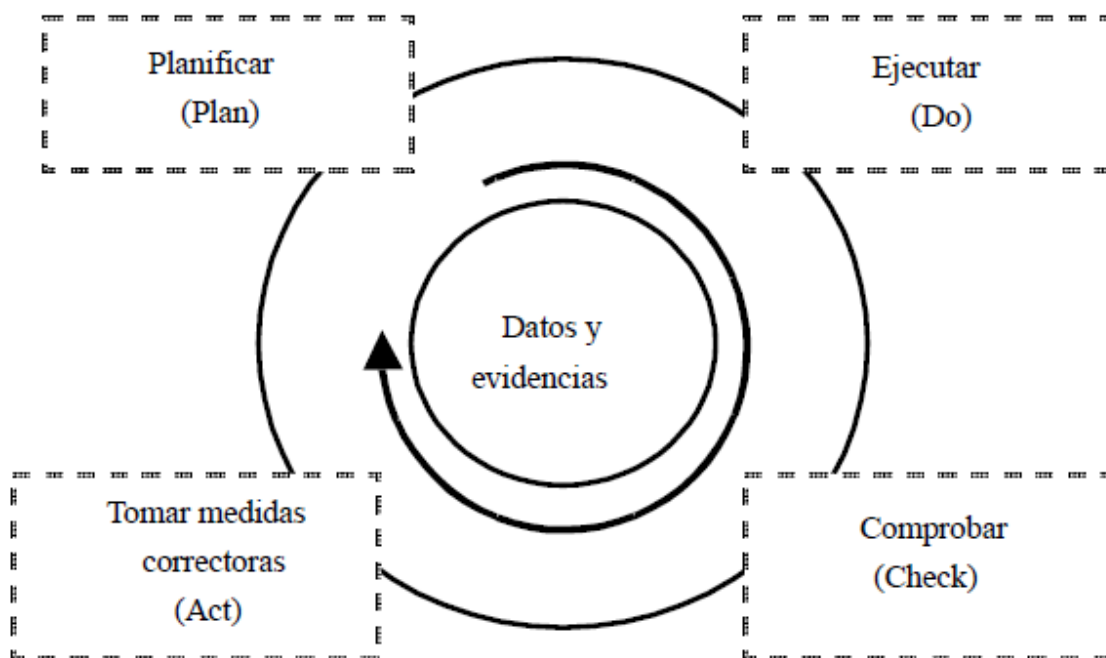 Planificar
(Plan)
Ejecutar
(Do)
Datos y
evidencias
Tomar medidas
correctoras
(Act)
Comprobar
(Check)